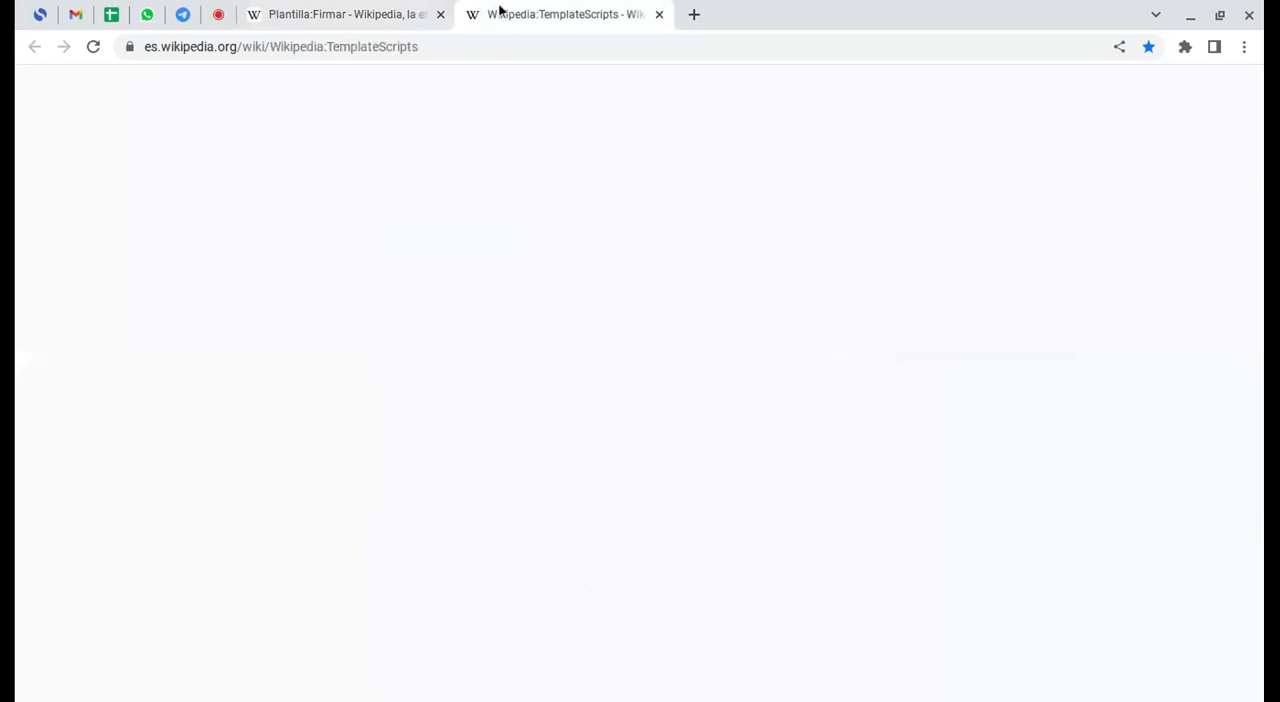 Plantilla:Firmar - Wikipedia, la e
Wikipedia:TemplateScripts - Wik
es.wikipedia.org/wiki/Wikipedia:TemplateScripts